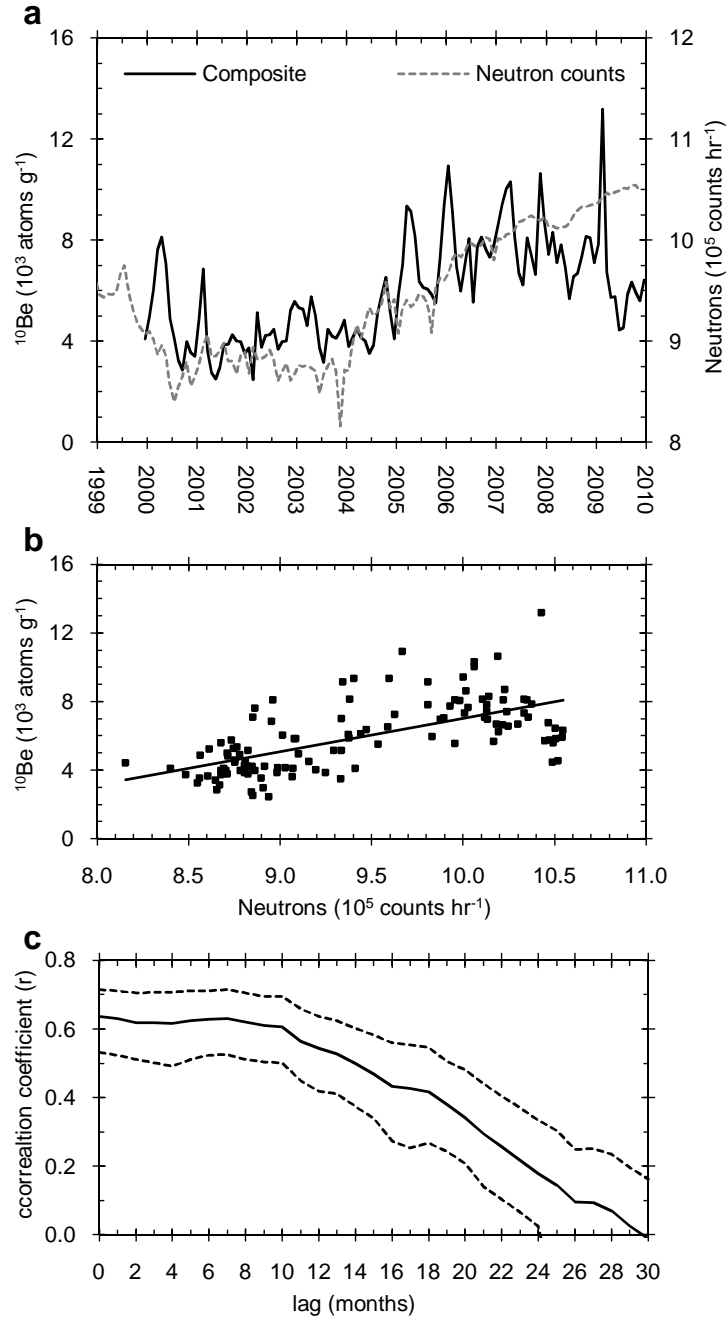 a
16
12
8
4
0
12
11
10
9
8
Composite
Neutron counts
¹⁰Be (10³ atoms g⁻¹)
Neutrons (10⁵ counts hr⁻¹)
1999 2000 2001 2002 2003 2004 2005 2006 2007 2008 2009 2010
b
16
12
8
4
0
¹⁰Be (10³ atoms g⁻¹)
8.0 8.5 9.0 9.5 10.0 10.5 11.0
Neutrons (10⁵ counts hr⁻¹)
c
0.8
0.6
0.4
0.2
0.0
ccorrealtion coefficient (r)
0 2 4 6 8 10 12 14 16 18 20 22 24 26 28 30
lag (months)